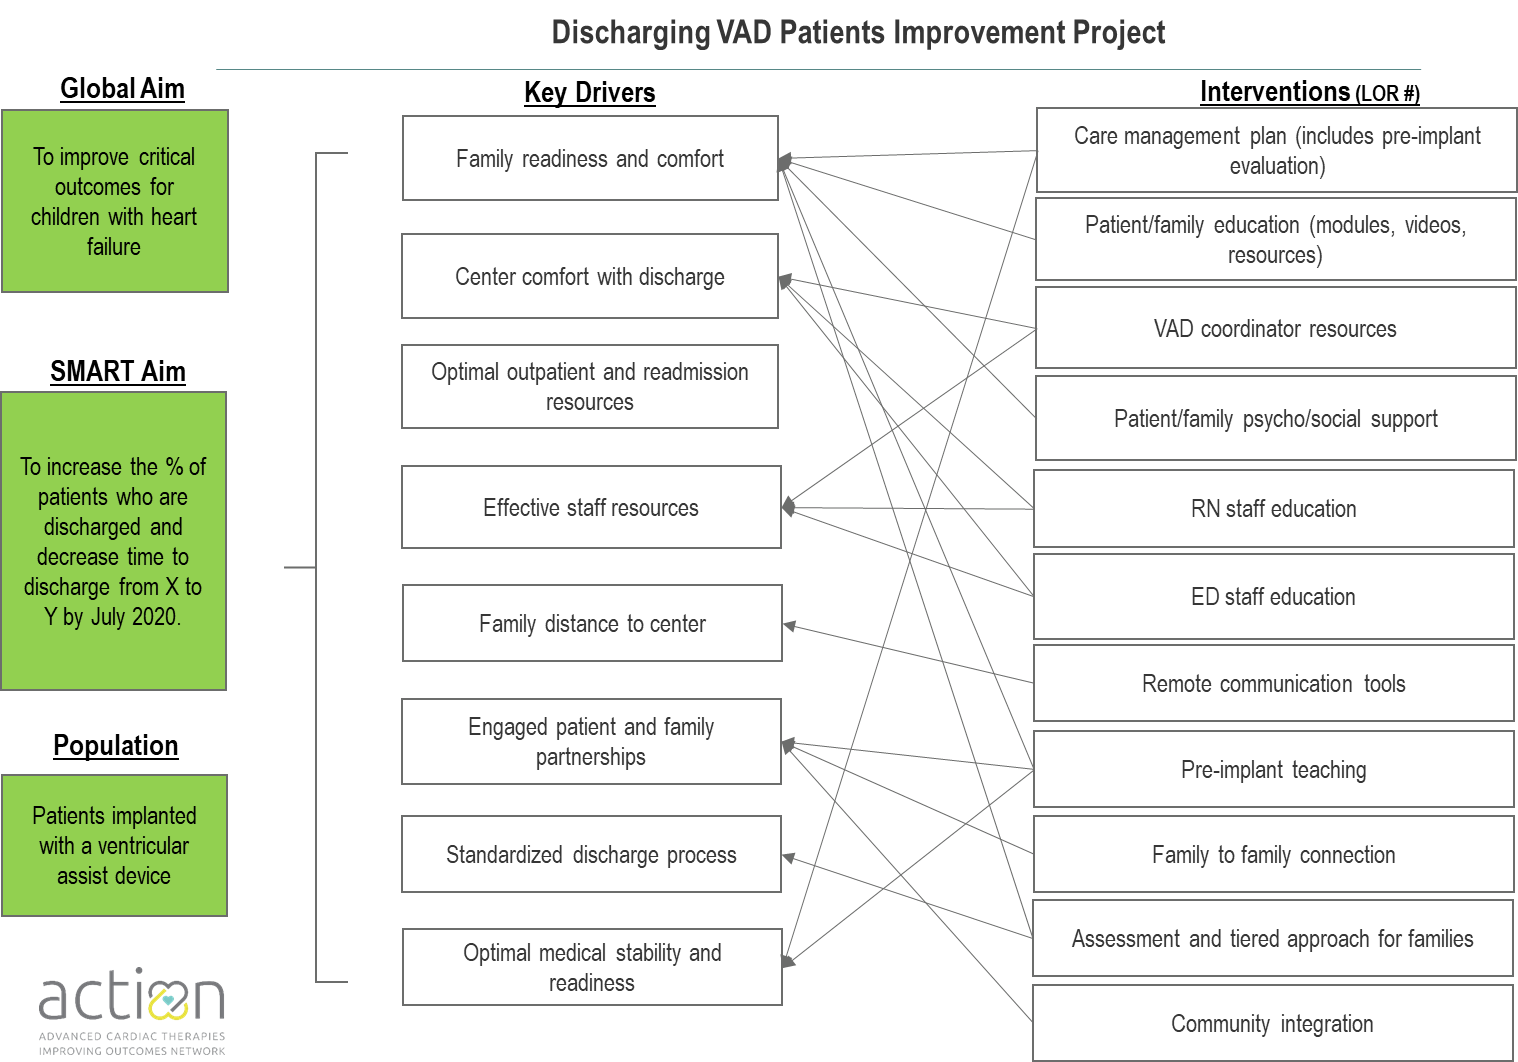 Discharging VAD Patients Improvement Project
Global Aim
To improve critical
outcomes for
children with heart
failure
SMART Aim
To increase the % of
patients who are
discharged and
decrease time to
discharge from X to
Y by July 2020.
Population
Patients implanted
with a ventricular
assist device
action
ADVANCED CARDIAC THERAPIES
IMPROVING OUTCOMES NETWORK
Key Drivers
Family readiness and comfort
Center comfort with discharge
Optimal outpatient and readmission
resources
Effective staff resources
Family distance to center
Engaged patient and family
partnerships
Standardized discharge process
Optimal medical stability and
readiness
Interventions (LOR #)
Care management plan (includes pre-implant
evaluation)
Patient/family education (modules, videos,
resources)
VAD coordinator resources
Patient/family psycho/social support
RN staff education
ED staff education
Remote communication tools
Pre-implant teaching
Family to family connection
Assessment and tiered approach for families
Community integration